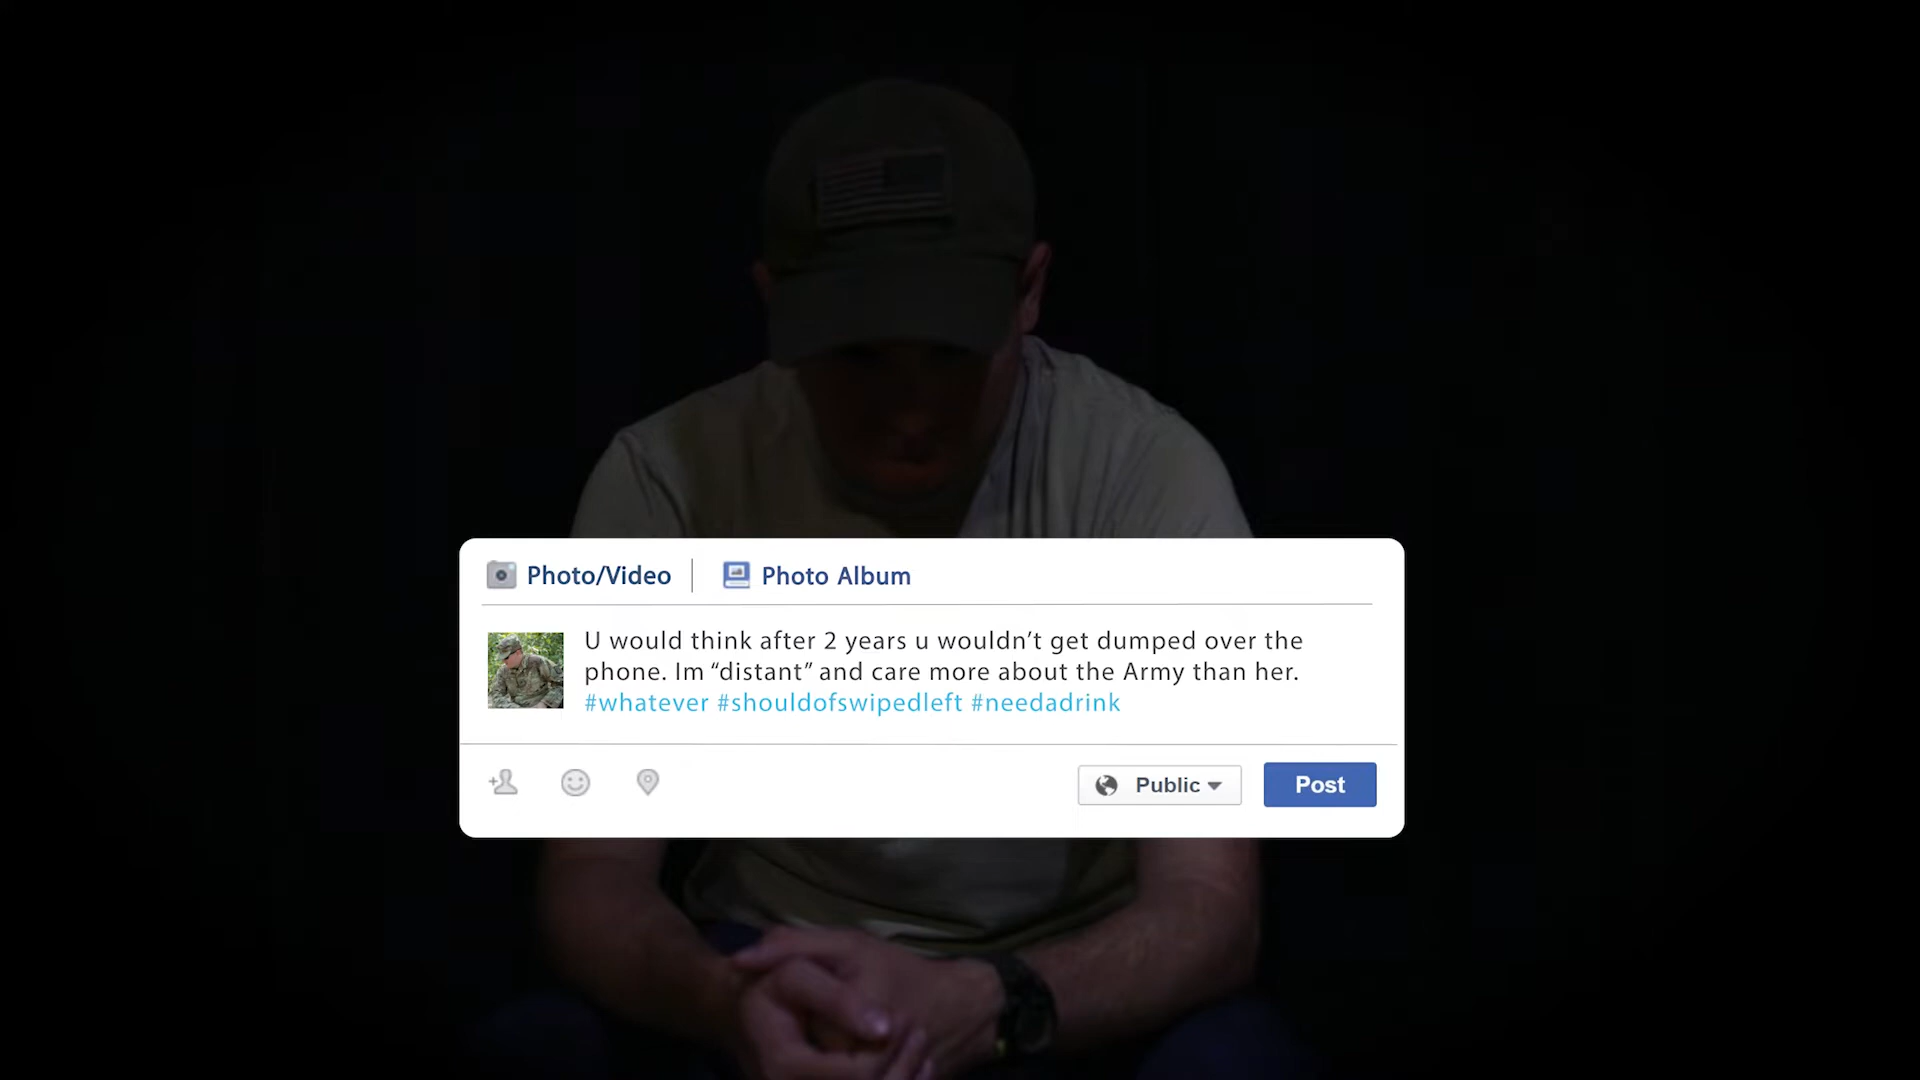 Photo/Video | Photo Album
U would think after 2 years u wouldn’t get dumped over the
phone. Im “distant” and care more about the Army than her.
#whatever #shouldofswipedleft #needadrink
Public Post